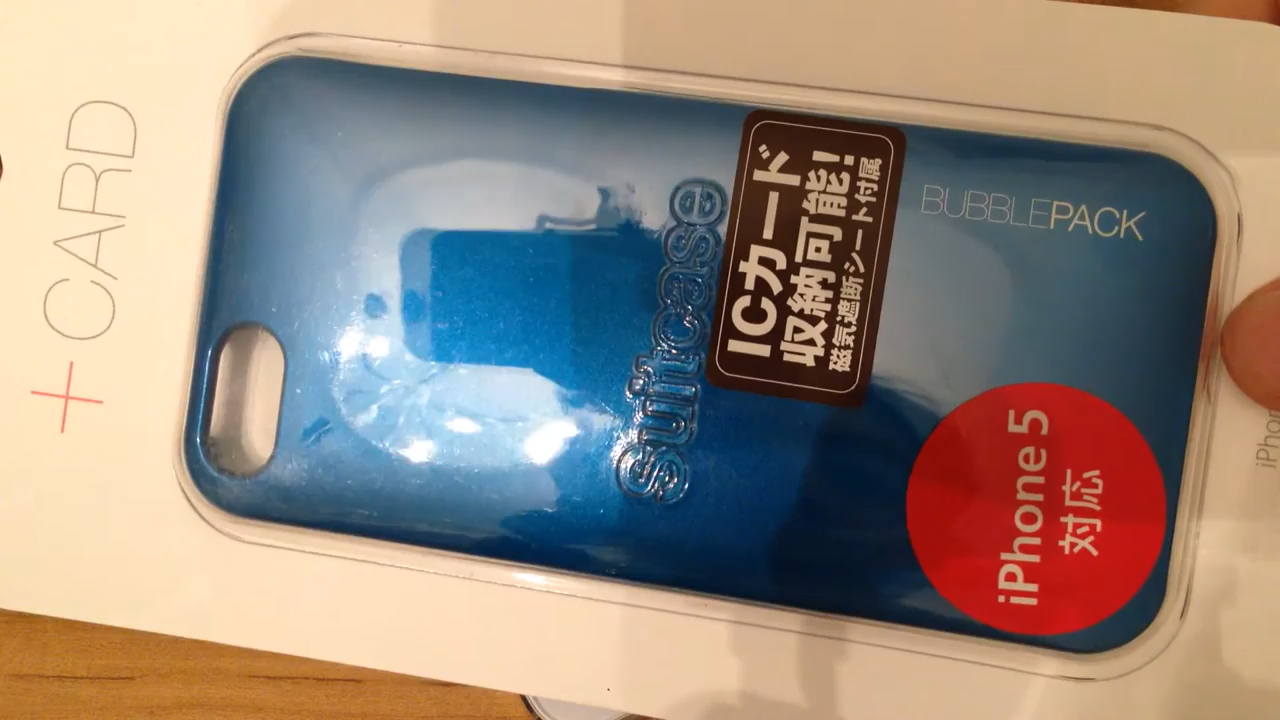 + CARD
suitcase
ICカード
収納可能!
磁気遮断シート付属
BUBBLEPACK
iPhone 5
対応
iPhon